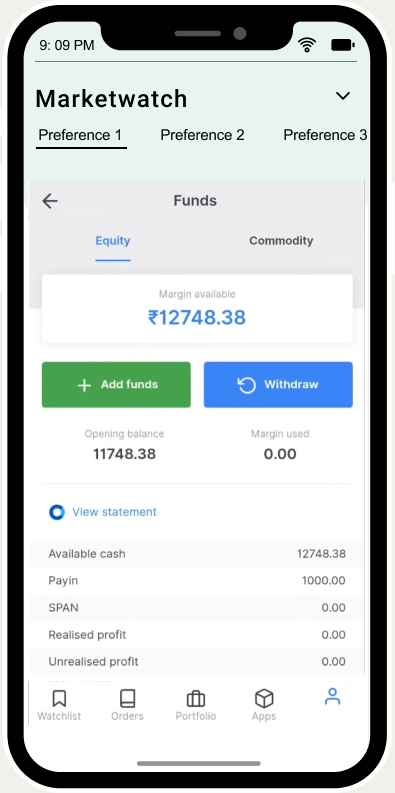 9: 09 PM
Marketwatch
Preference 1 Preference 2 Preference 3
Funds
Equity Commodity
Margin available
₹12748.38
Add funds Withdraw
Opening balance Margin used
11748.38 0.00
View statement
Available cash 12748.38
Payin 1000.00
SPAN 0.00
Realised profit 0.00
Unrealised profit 0.00
Watchlist Orders Portfolio Apps